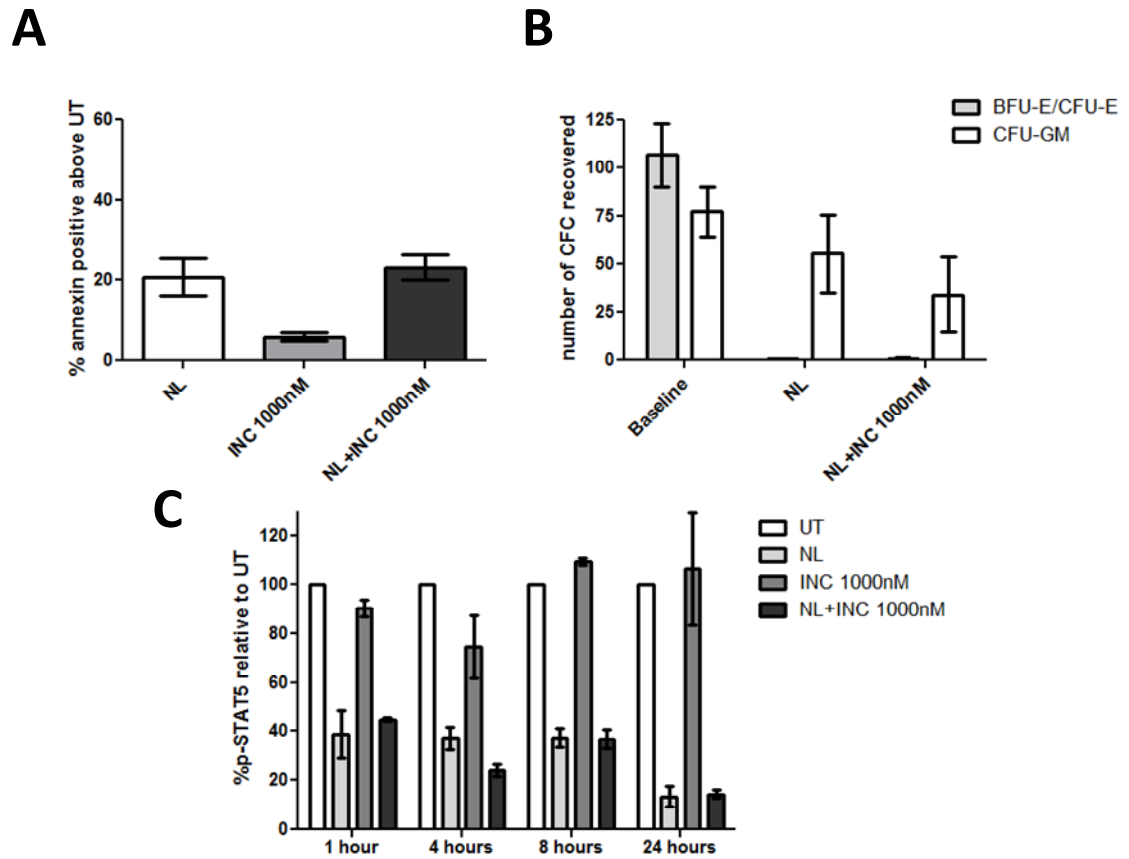 A
% annexin positive above UT
60
40
20
0
NL
INC 1000nM
NL+INC 1000nM
B
number of CFC recovered
125
100
75
50
25
0
Baseline
NL
NL+INC 1000nM
BFU-E/CFU-E
CFU-GM
C
%p-STAT5 relative to UT
120
100
80
60
40
20
0
1 hour
4 hours
8 hours
24 hours
UT
NL
INC 1000nM
NL+INC 1000nM